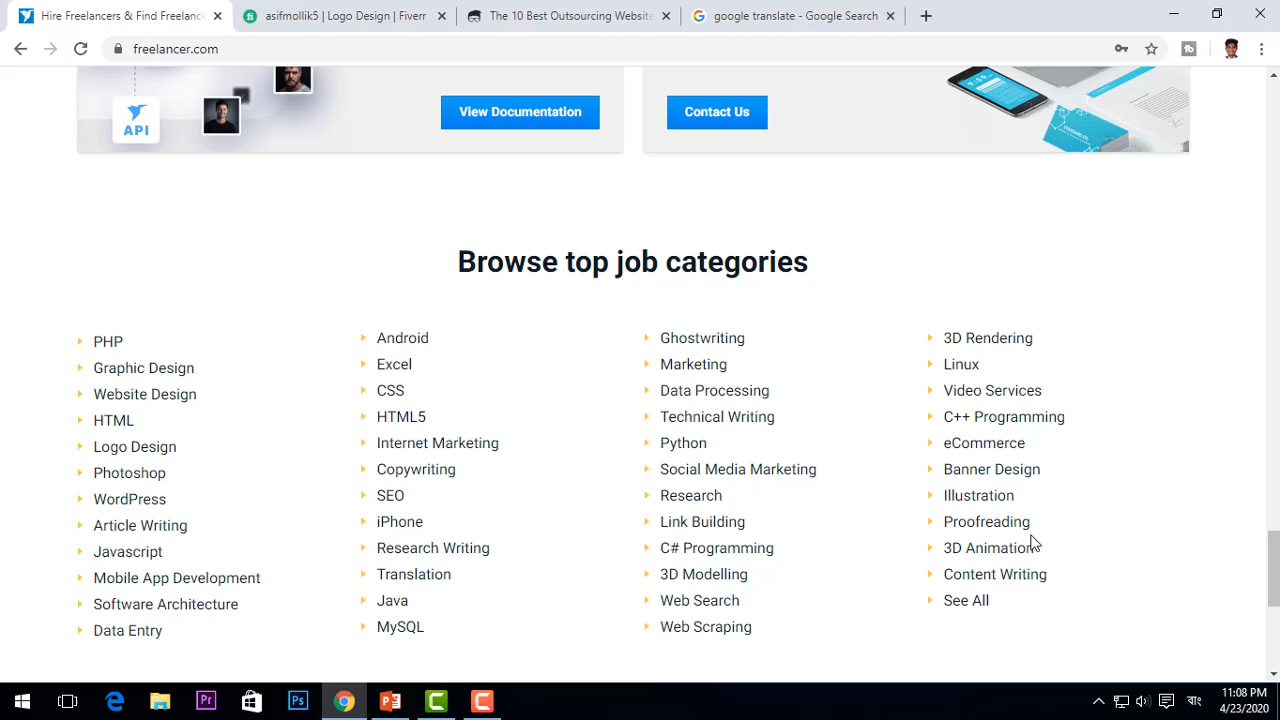 Hire Freelancers & Find Freelance
asifmollik5 | Logo Design | Fiverr
The 10 Best Outsourcing Website
google translate - Google Search
freelancer.com
API
View Documentation
Contact Us
Browse top job categories
PHP
Graphic Design
Website Design
HTML
Logo Design
Photoshop
WordPress
Article Writing
Javascript
Mobile App Development
Software Architecture
Data Entry
Android
Excel
CSS
HTML5
Internet Marketing
Copywriting
SEO
iPhone
Research Writing
Translation
Java
MySQL
Ghostwriting
Marketing
Data Processing
Technical Writing
Python
Social Media Marketing
Research
Link Building
C# Programming
3D Modelling
Web Search
Web Scraping
3D Rendering
Linux
Video Services
C++ Programming
eCommerce
Banner Design
Illustration
Proofreading
3D Animation
Content Writing
See All
Pr
Ps
বাং
11:08 PM
4/23/2020